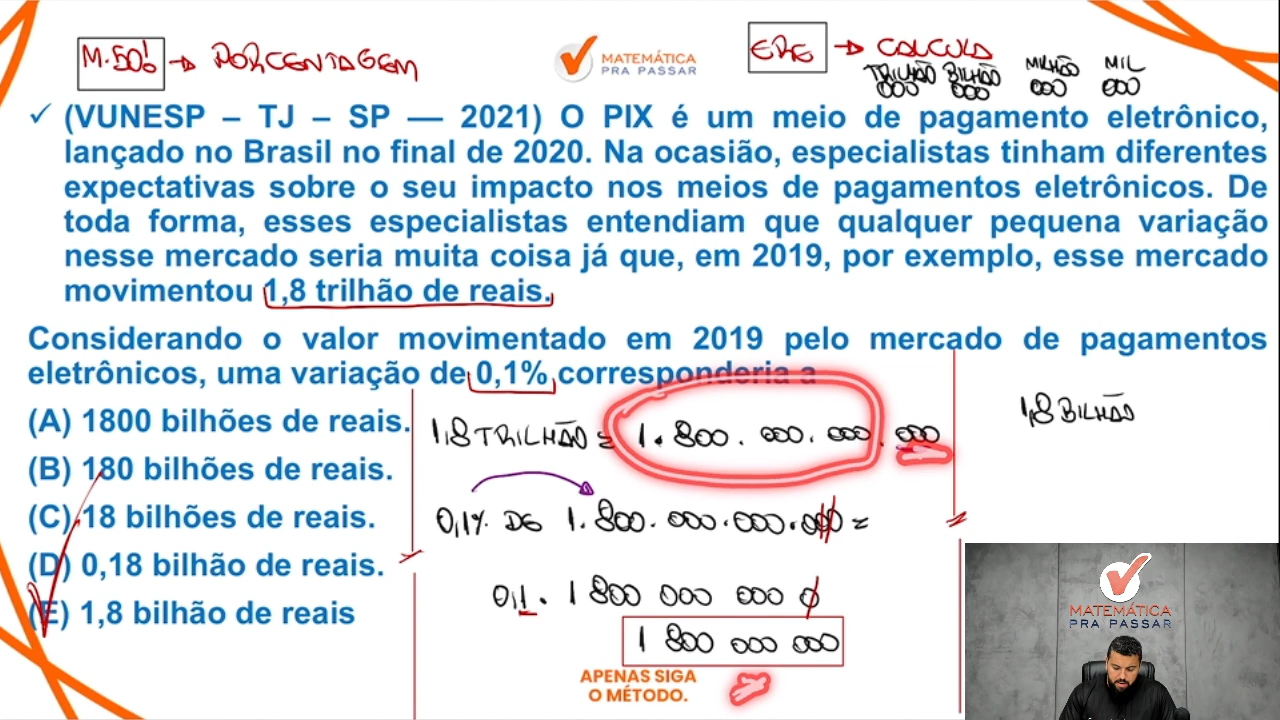 M.50! → PORCENTAGEM
MATEMÁTICA
PRA PASSAR
ERE → CALCULA
TRILHÃO BILHÃO MILHÃO MIL
000 000 000 000
✓ (VUNESP – TJ – SP –– 2021) O PIX é um meio de pagamento eletrônico,
lançado no Brasil no final de 2020. Na ocasião, especialistas tinham diferentes
expectativas sobre o seu impacto nos meios de pagamentos eletrônicos. De
toda forma, esses especialistas entendiam que qualquer pequena variação
nesse mercado seria muita coisa já que, em 2019, por exemplo, esse mercado
movimentou 1,8 trilhão de reais.
Considerando o valor movimentado em 2019 pelo mercado de pagamentos
eletrônicos, uma variação de 0,1% corresponderia a
(A) 1800 bilhões de reais.
(B) 180 bilhões de reais.
(C) 18 bilhões de reais.
(D) 0,18 bilhão de reais.
(E) 1,8 bilhão de reais
1,8 TRILHÃO = 1.800.000.000.000
0,1% DE 1.800.000.000.000 =
0,1. 1 800 000 000 0
1 800 000 000
1,8 BILHÃO
APENAS SIGA
O MÉTODO.
MATEMÁTICA
PRA PASSAR